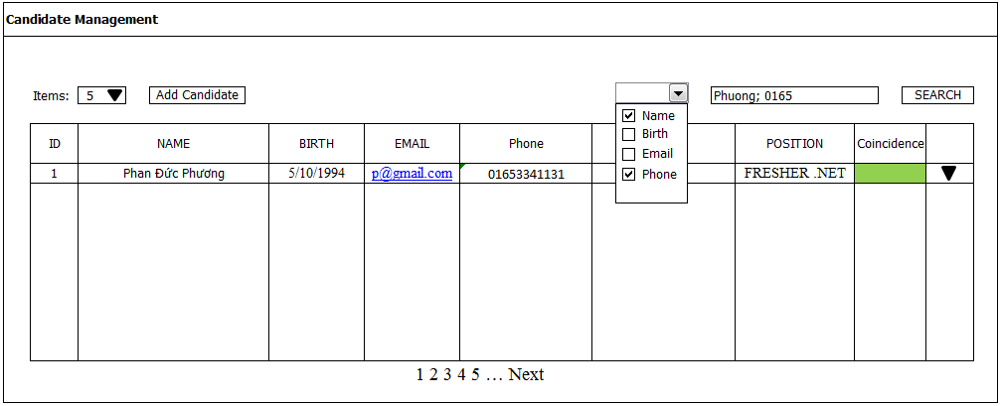 Candidate Management
Items: 5 Add Candidate Phuong; 0165 SEARCH
Name
Birth
Email
Phone
ID NAME BIRTH EMAIL Phone POSITION Coincidence
1 Phan Đức Phương 5/10/1994 p@gmail.com 01653341131 FRESHER .NET
1 2 3 4 5 … Next